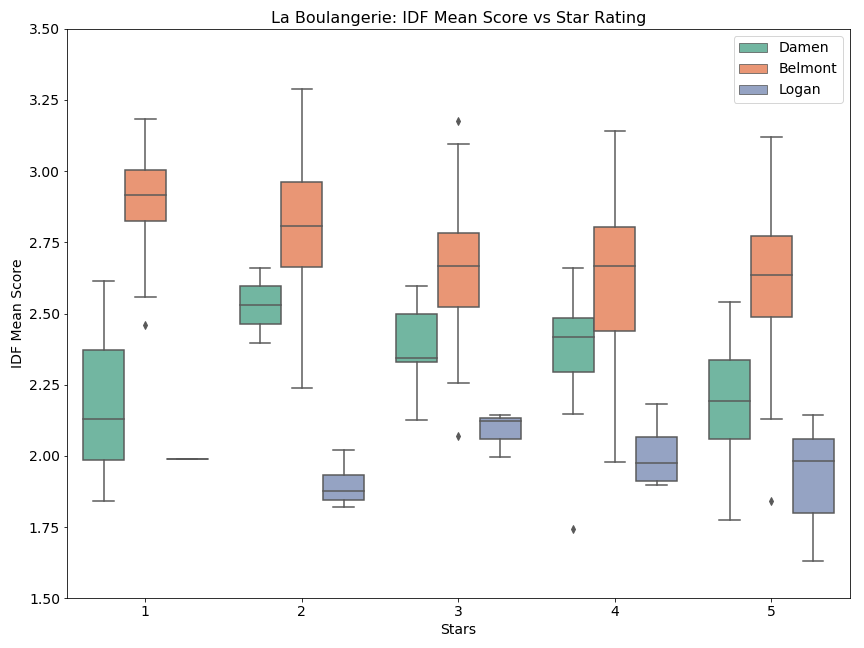 La Boulangerie: IDF Mean Score vs Star Rating
Damen
Belmont
Logan
IDF Mean Score
3.50
3.25
3.00
2.75
2.50
2.25
2.00
1.75
1.50
1 2 3 4 5
Stars